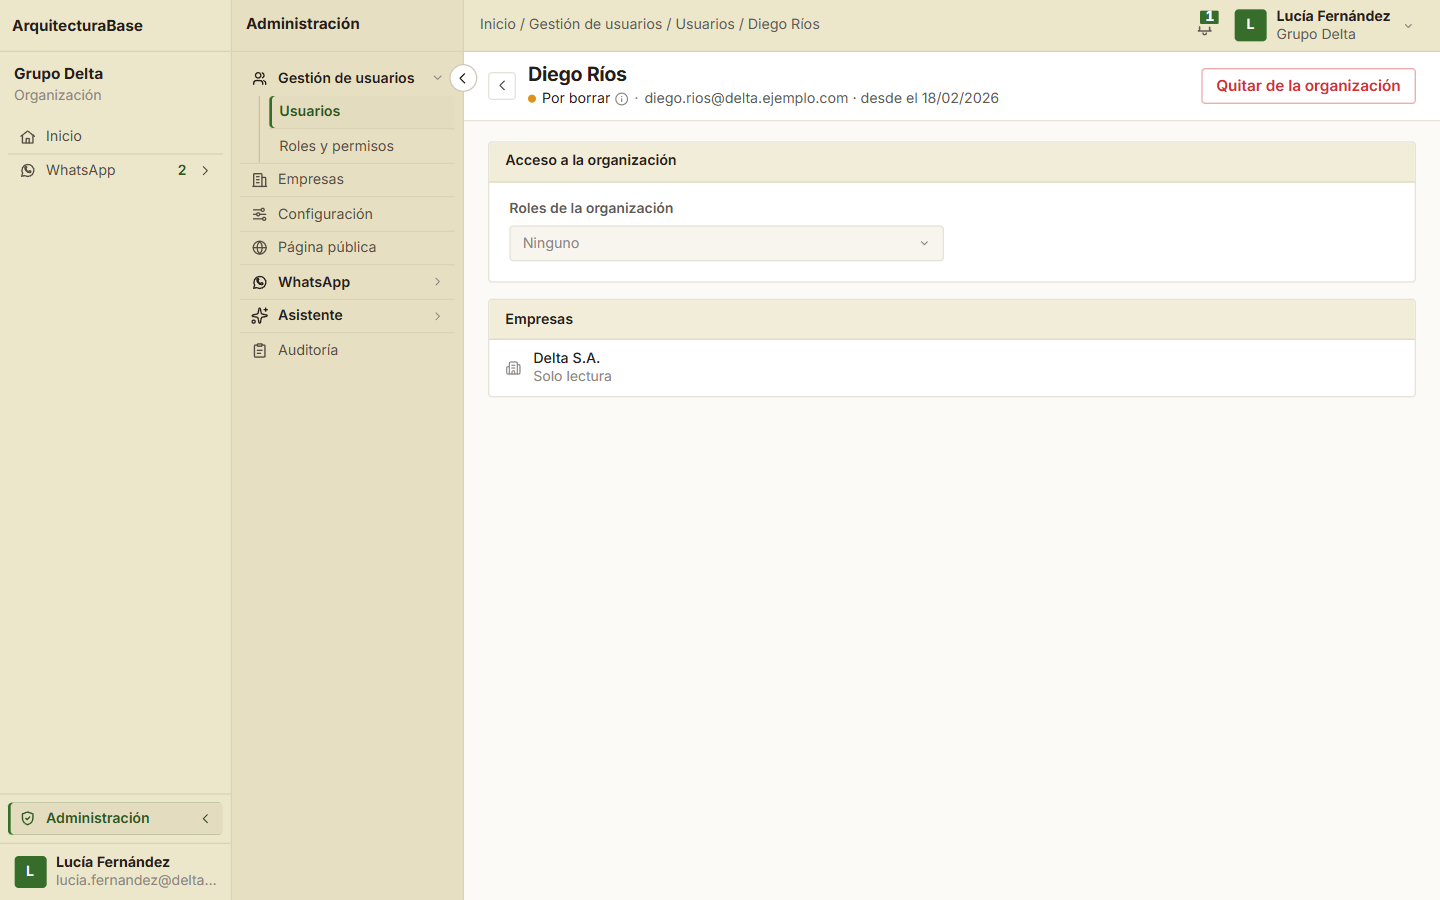 ArquitecturaBase
Grupo Delta
Organización
Inicio
WhatsApp 2
Administración
Lucía Fernández
lucia.fernandez@delta...
Administración
Gestión de usuarios
Usuarios
Roles y permisos
Empresas
Configuración
Página pública
WhatsApp
Asistente
Auditoría
Inicio / Gestión de usuarios / Usuarios / Diego Ríos
1
L
Lucía Fernández
Grupo Delta
Diego Ríos
Por borrar · diego.rios@delta.ejemplo.com · desde el 18/02/2026
Quitar de la organización
Acceso a la organización
Roles de la organización
Ninguno
Empresas
Delta S.A.
Solo lectura
L